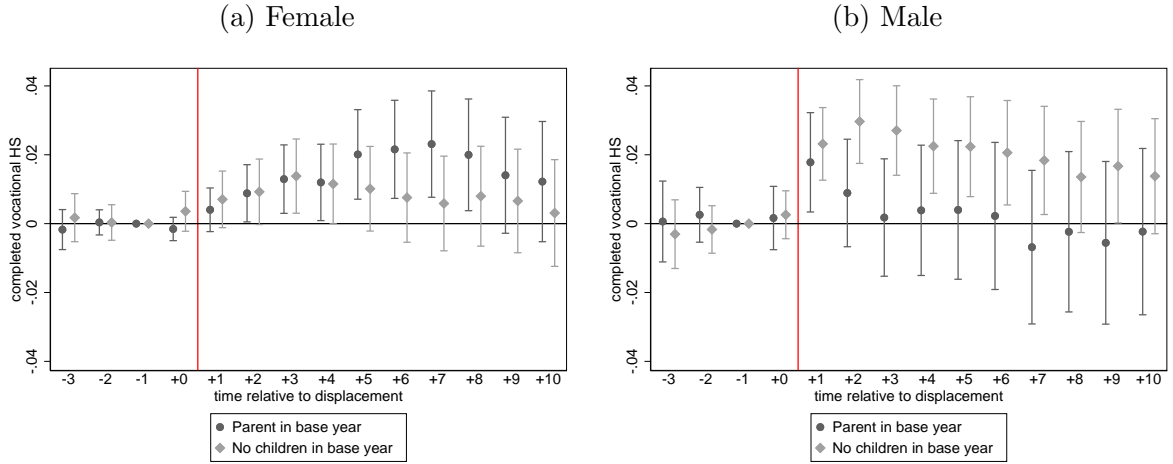 (a) Female
completed vocational HS
.04
.02
0
-.02
-.04
-3 -2 -1 +0 +1 +2 +3 +4 +5 +6 +7 +8 +9 +10
time relative to displacement
Parent in base year
No children in base year
(b) Male
completed vocational HS
.04
.02
0
-.02
-.04
-3 -2 -1 +0 +1 +2 +3 +4 +5 +6 +7 +8 +9 +10
time relative to displacement
Parent in base year
No children in base year